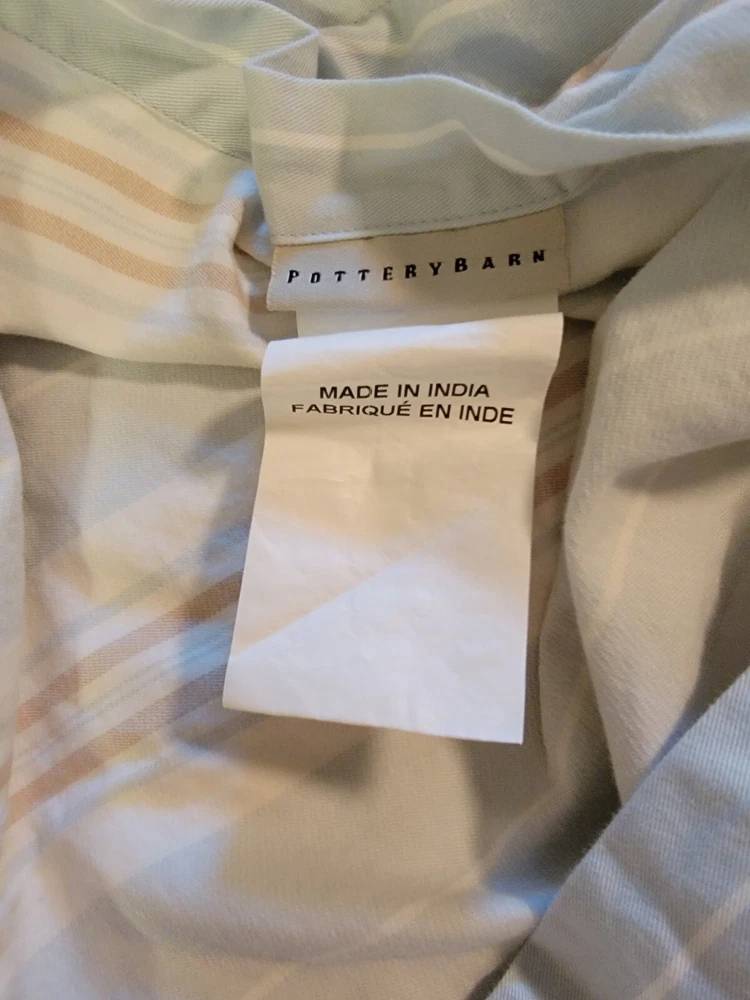 POTTERYBARN
MADE IN INDIA
FABRIQUÉ EN INDE